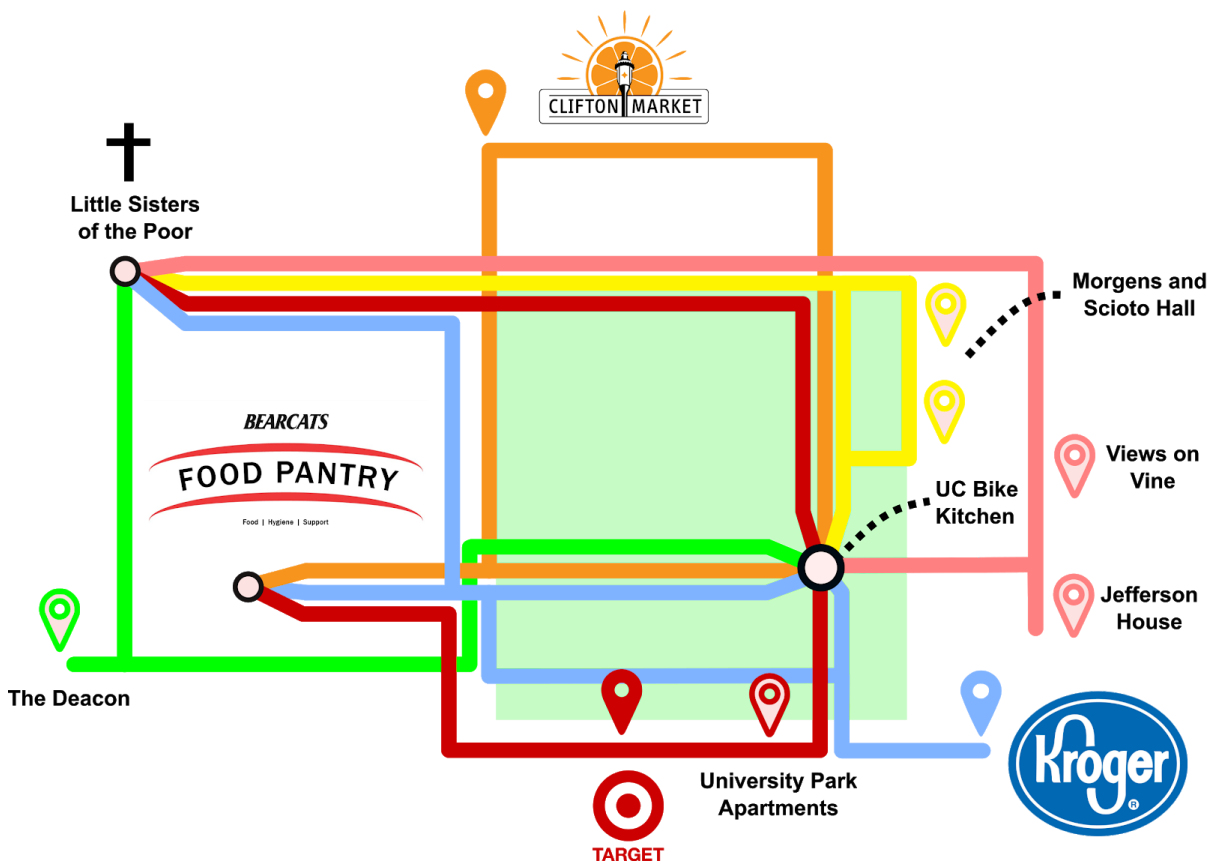 CLIFTON MARKET
Little Sisters
of the Poor
Morgens and
Scioto Hall
BEARCATS
FOOD PANTRY
Food | Hygiene | Support
Views on
Vine
UC Bike
Kitchen
Jefferson
House
The Deacon
University Park
Apartments
Kroger
®
TARGET